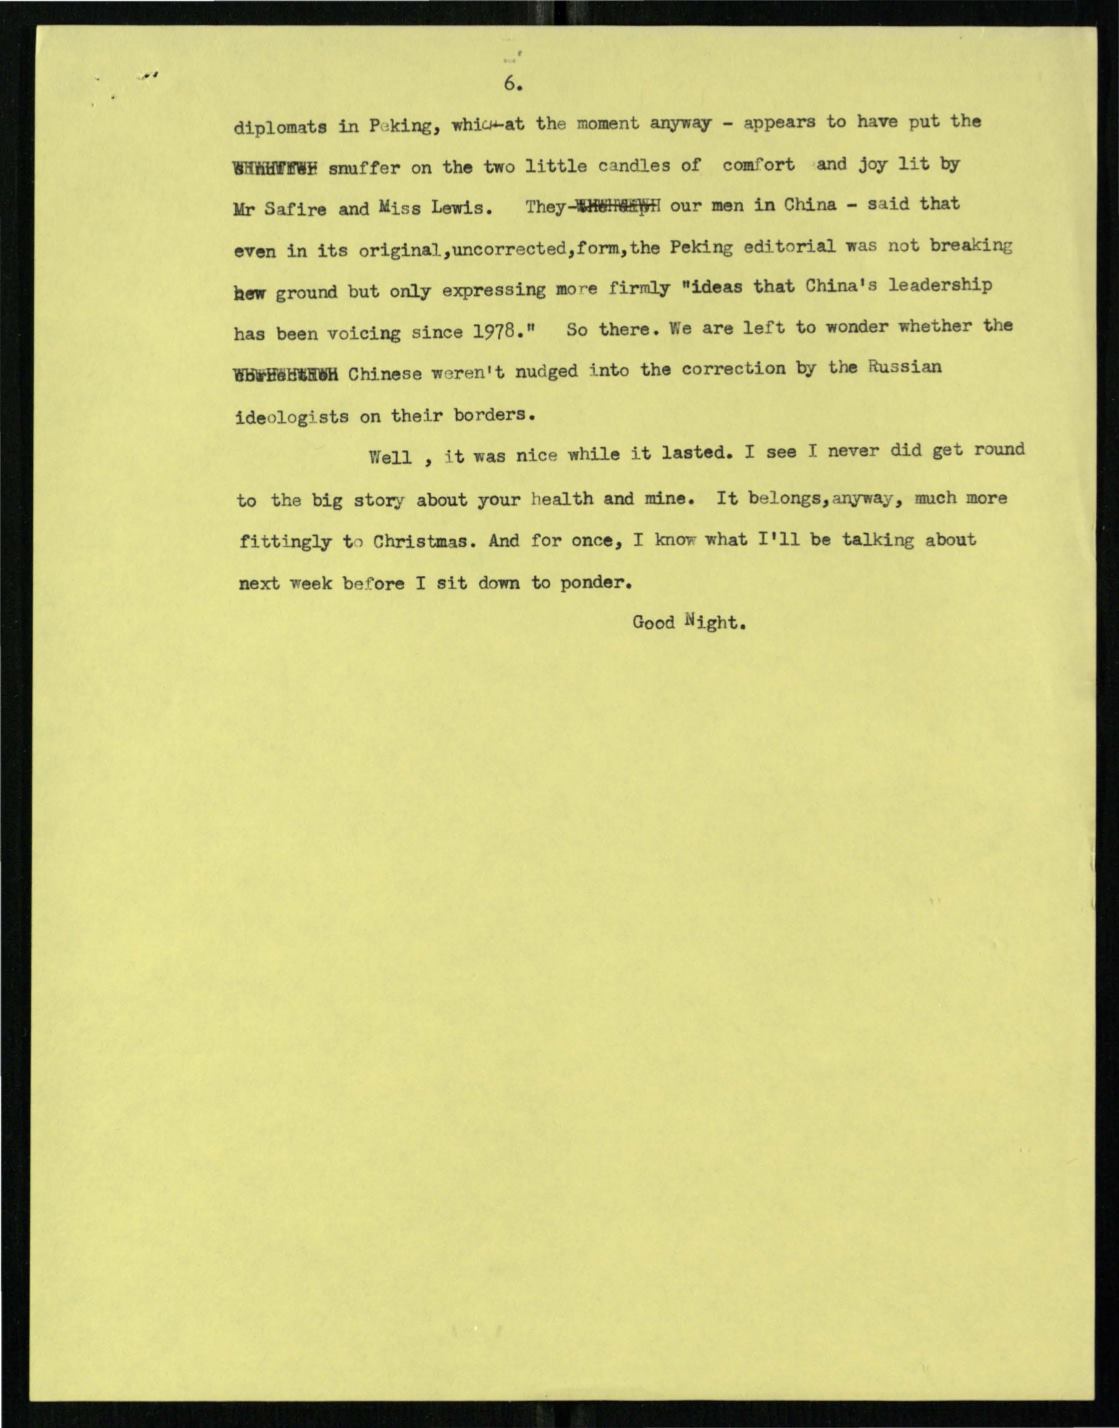 6.
diplomats in Peking, which at the moment anyway - appears to have put the
snuffer on the two little candles of comfort and joy lit by
Mr Safire and Miss Lewis. They- our men in China - said that
even in its original,uncorrected,form,the Peking editorial was not breaking
new ground but only expressing more firmly "ideas that China's leadership
has been voicing since 1978." So there. We are left to wonder whether the
Chinese weren't nudged into the correction by the Russian
ideologists on their borders.
Well , it was nice while it lasted. I see I never did get round
to the big story about your health and mine. It belongs,anyway, much more
fittingly to Christmas. And for once, I know what I'll be talking about
next week before I sit down to ponder.
Good Night.